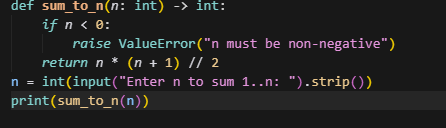 def sum_to_n(n: int) -> int:
    if n < 0:
        raise ValueError("n must be non-negative")
    return n * (n + 1) // 2
n = int(input("Enter n to sum 1..n: ").strip())
print(sum_to_n(n))